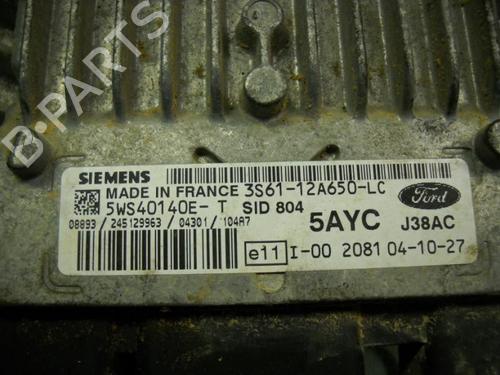 B-PARTS
SIEMENS
MADE IN FRANCE 3S61-12A650-LC
5WS40140E- T SID 804
08893 / 245129963 / 04301 / 104A7
5AYC J38AC
Ford
e11 I-00 2081 04-10-27